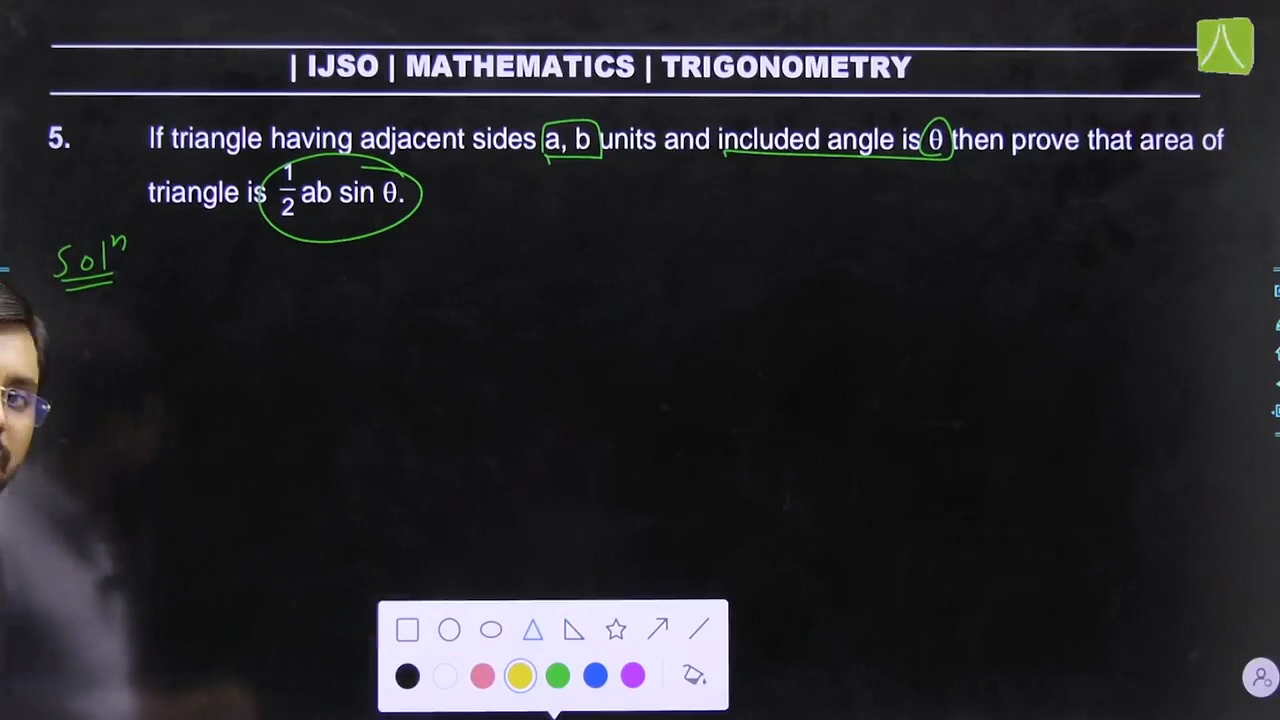 | IJSO | MATHEMATICS | TRIGONOMETRY
5. If triangle having adjacent sides a, b units and included angle is θ then prove that area of
triangle is 1/2 ab sin θ.
Solⁿ